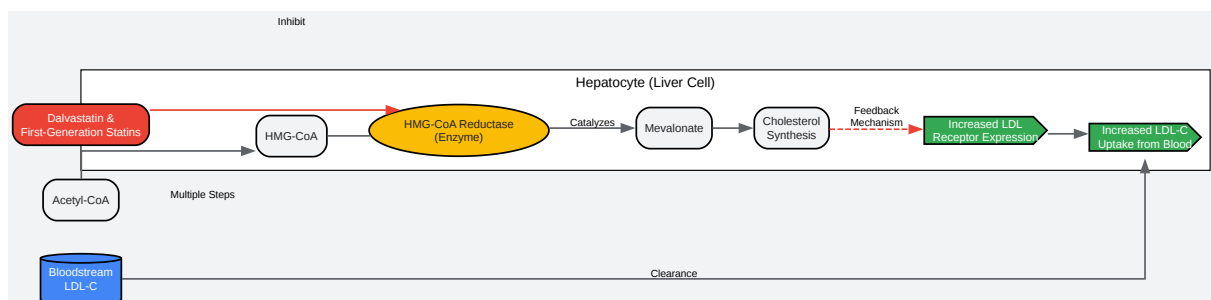 Inhibit
Hepatocyte (Liver Cell)
Dalvastatin &
First-Generation Statins
HMG-CoA
HMG-CoA Reductase
(Enzyme)
Catalyzes
Mevalonate
Cholesterol
Synthesis
Feedback
Mechanism
Increased LDL
Receptor Expression
Increased LDL-C
Uptake from Blood
Acetyl-CoA
Multiple Steps
Bloodstream
LDL-C
Clearance